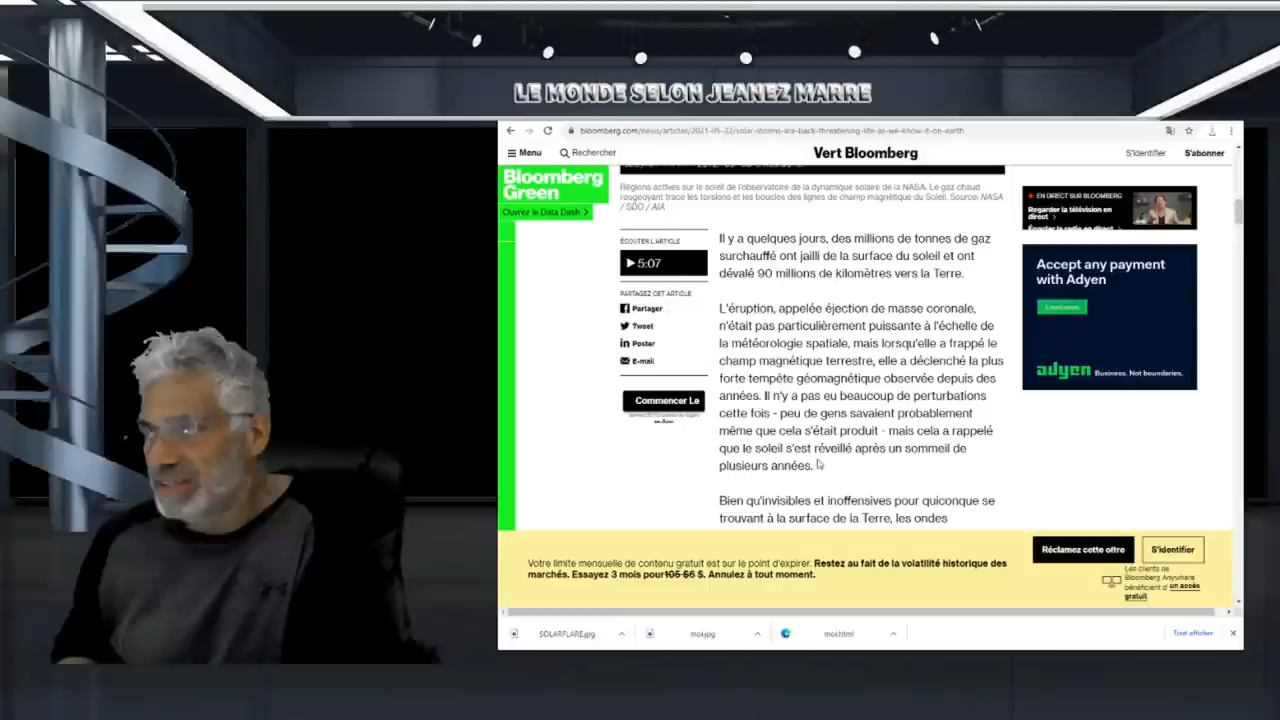 LE MONDE SELON JEANEZ MARRE
bloomberg.com/news/articles/2021-05-22/solar-storms-are-back-threatening-life-as-we-know-it-on-earth
Menu
Rechercher
Vert Bloomberg
S'identifier
S'abonner
Bloomberg
Green
Ouvrez le Data Dash >
Régions actives sur le soleil de l'observatoire de la dynamique solaire de la NASA. Le gaz chaud
rougeoyant trace les torsions et les boucles des lignes de champ magnétique du Soleil. Source: NASA
/ SDO / AIA
ÉCOUTER L'ARTICLE
5:07
PARTAGEZ CET ARTICLE
Partager
Tweet
Poster
E-mail
Commencer Le
Il y a quelques jours, des millions de tonnes de gaz
surchauffé ont jailli de la surface du soleil et ont
dévalé 90 millions de kilomètres vers la Terre.
L'éruption, appelée éjection de masse coronale,
n'était pas particulièrement puissante à l'échelle de
la météorologie spatiale, mais lorsqu'elle a frappé le
champ magnétique terrestre, elle a déclenché la plus
forte tempête géomagnétique observée depuis des
années. Il n'y a pas eu beaucoup de perturbations
cette fois - peu de gens savaient probablement
même que cela s'était produit - mais cela a rappelé
que le soleil s'est réveillé après un sommeil de
plusieurs années.
Bien qu'invisibles et inoffensives pour quiconque se
trouvant à la surface de la Terre, les ondes
EN DIRECT SUR BLOOMBERG
Regarder la télévision en
direct >
Écouter la radio en direct
Accept any payment
with Adyen
adyen Business. Not boundaries.
Votre limite mensuelle de contenu gratuit est sur le point d'expirer. Restez au fait de la volatilité historique des
marchés. Essayez 3 mois pour105 $6 $. Annulez à tout moment.
Réclamez cette offre
S'identifier
Les clients de
Bloomberg Anywhere
bénéficient d' un accès
gratuit
SOLARFLARE.jpg
moi.jpg
moi.html
Tout afficher